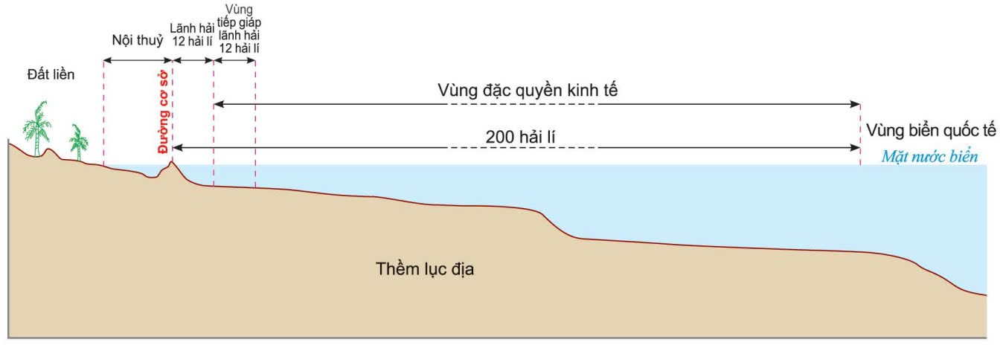 Đất liền
Nội thuỷ
Đường cơ sở
Lãnh hải
12 hải lí
Vùng
tiếp giáp
lãnh hải
12 hải lí
Vùng đặc quyền kinh tế
200 hải lí
Vùng biển quốc tế
Mặt nước biển
Thềm lục địa